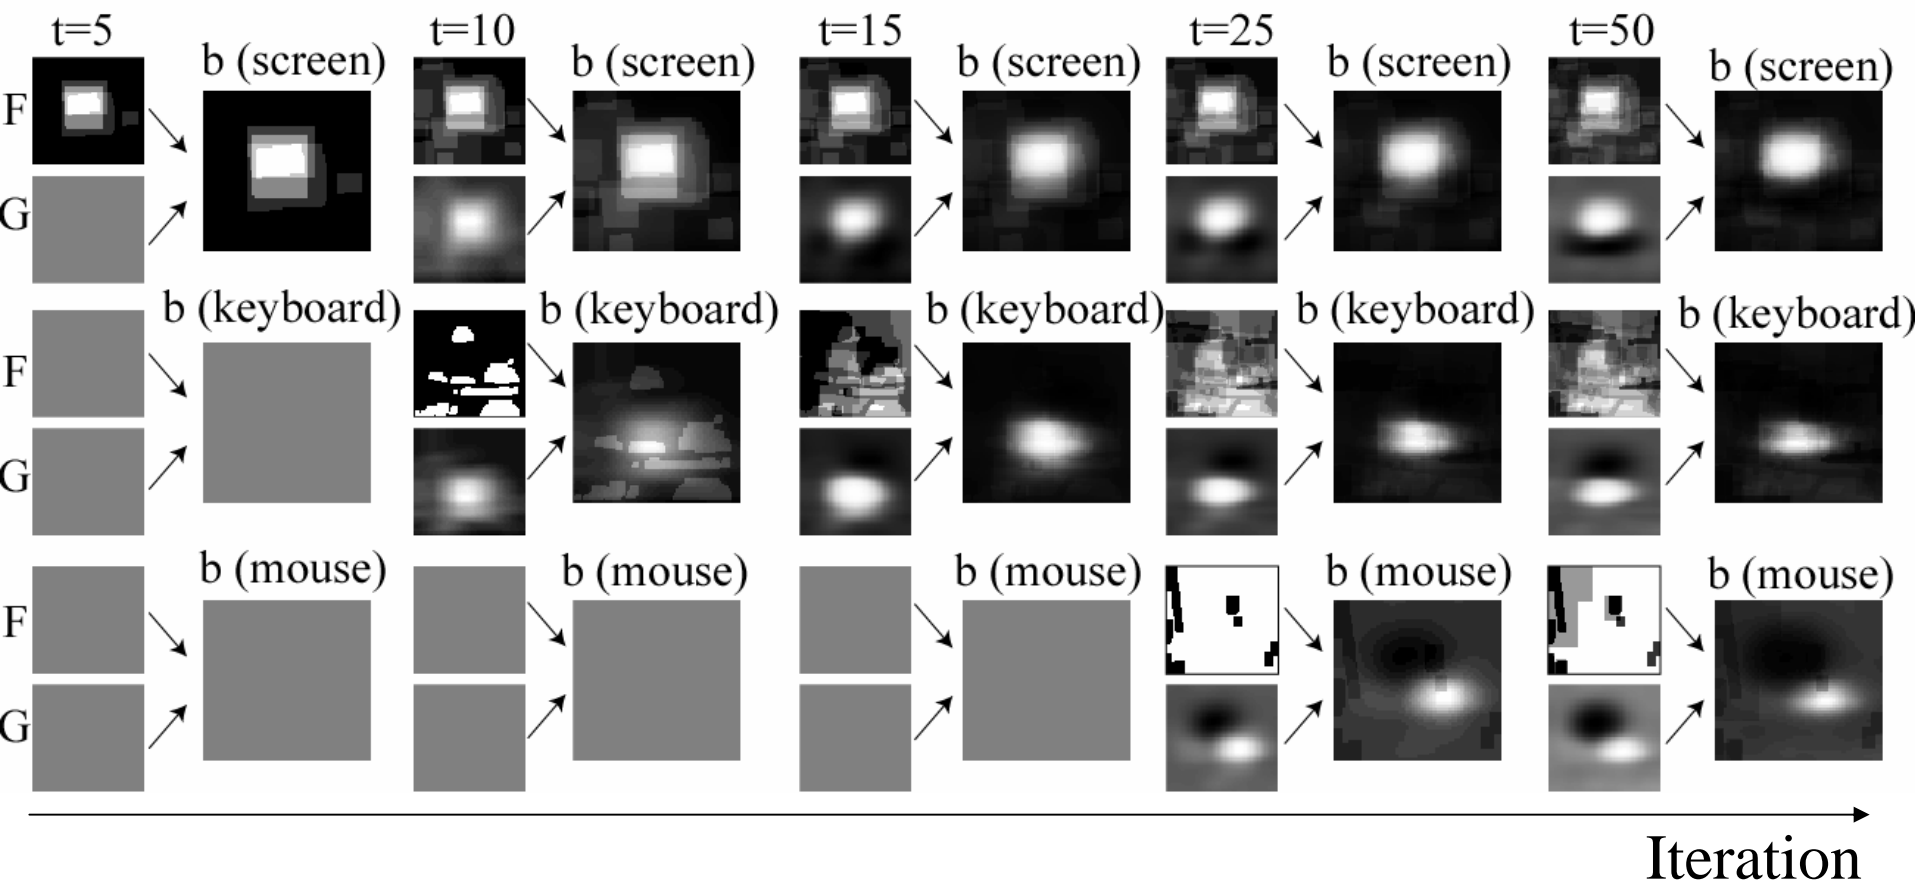 t=5 t=10 t=15 t=25 t=50
b (screen) b (screen) b (screen) b (screen) b (screen)
F
G
b (keyboard) b (keyboard) b (keyboard) b (keyboard) b (keyboard)
F
G
b (mouse) b (mouse) b (mouse) b (mouse) b (mouse)
F
G
Iteration